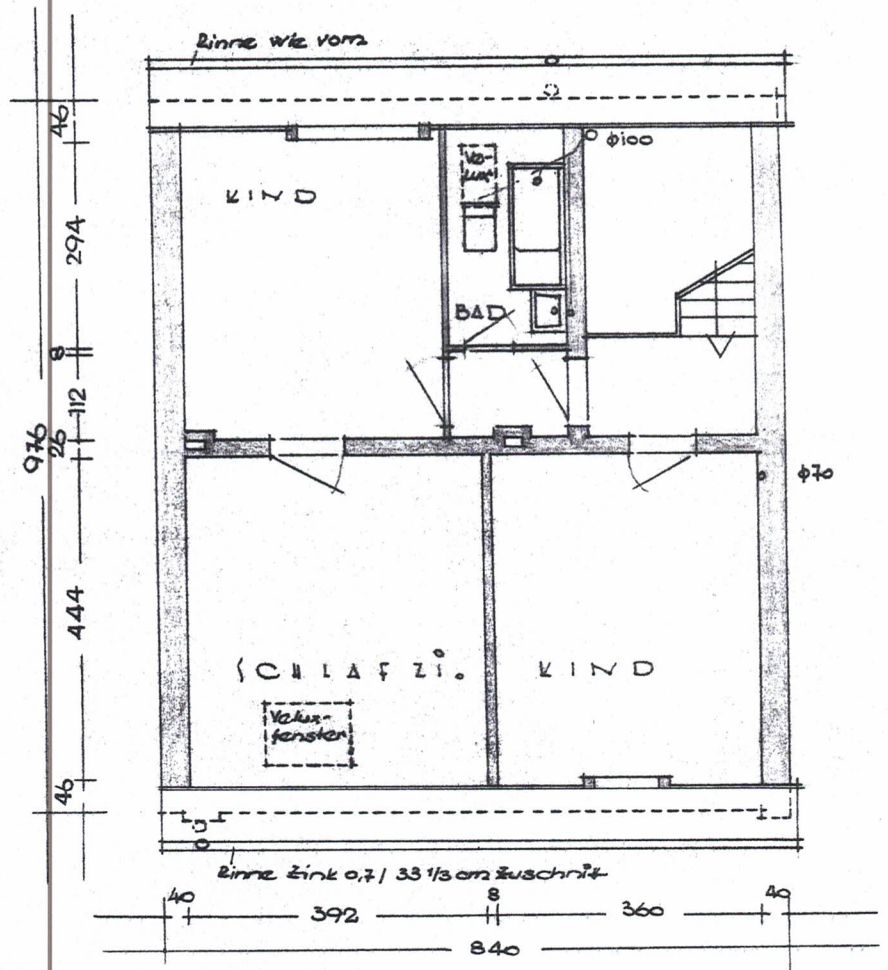 Rinne wie vorn
46
Φ100
Ve-
lux
KIND
294
BAD
8
112
976
26
Φ70
444
SCHLAFZI.
KIND
Velux-
fenster
46
Rinne Zink 0,7 / 33 1/3 cm Zuschnitt
40 392 8 360 40
840